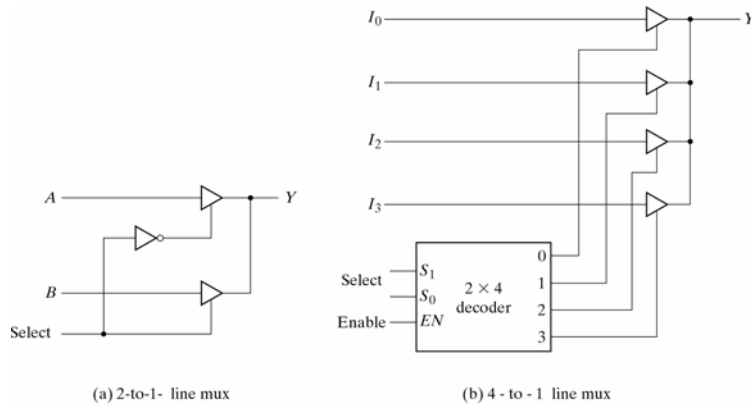 A
B
Select
Y
(a) 2-to-1- line mux
I0
I1
I2
I3
Y
Select
Enable
S1
S0
EN
2 × 4
decoder
0
1
2
3
(b) 4 - to - 1 line mux